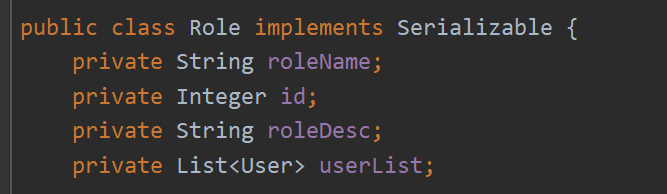 public class Role implements Serializable {
    private String roleName;
    private Integer id;
    private String roleDesc;
    private List<User> userList;